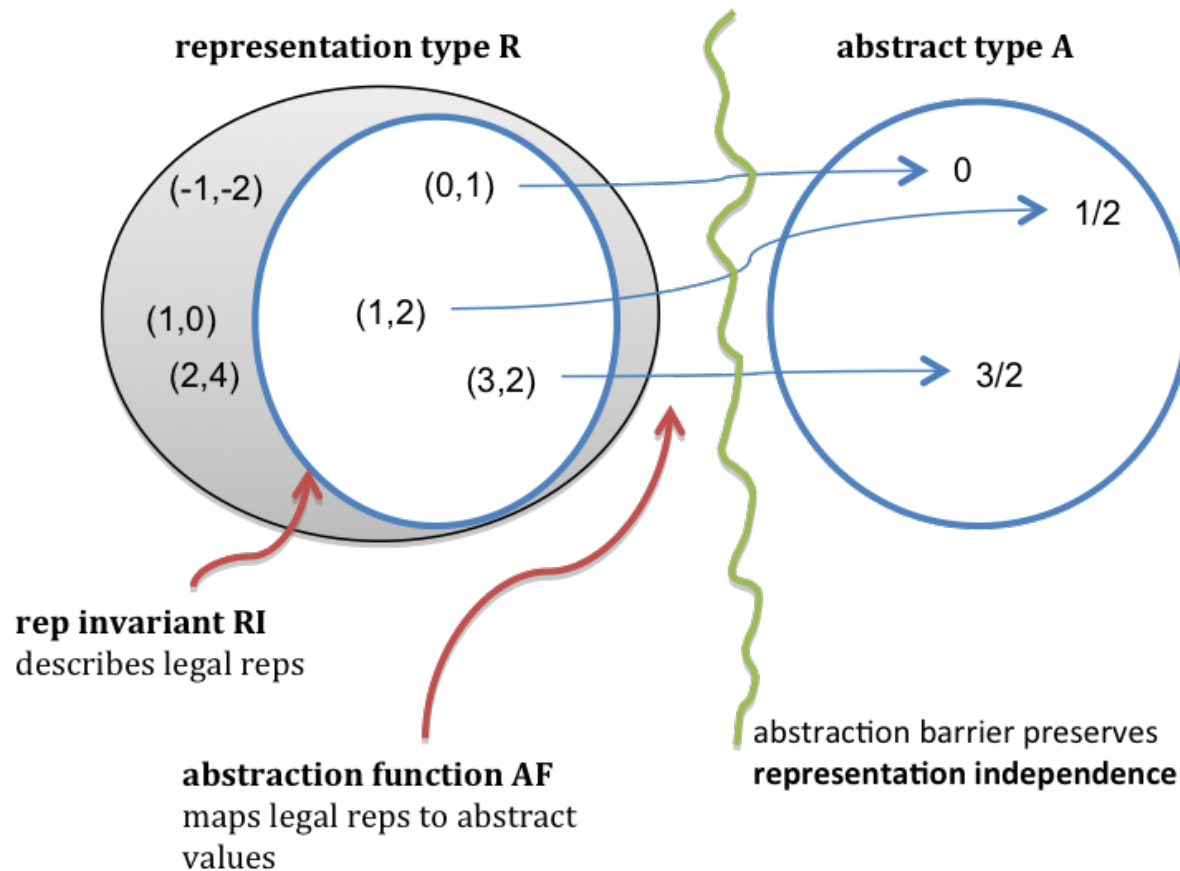 representation type R
abstract type A
(-1,-2)
(0,1)
0
1/2
(1,0)
(1,2)
(2,4)
(3,2)
3/2
rep invariant RI
describes legal reps
abstraction function AF
maps legal reps to abstract
values
abstraction barrier preserves
representation independence